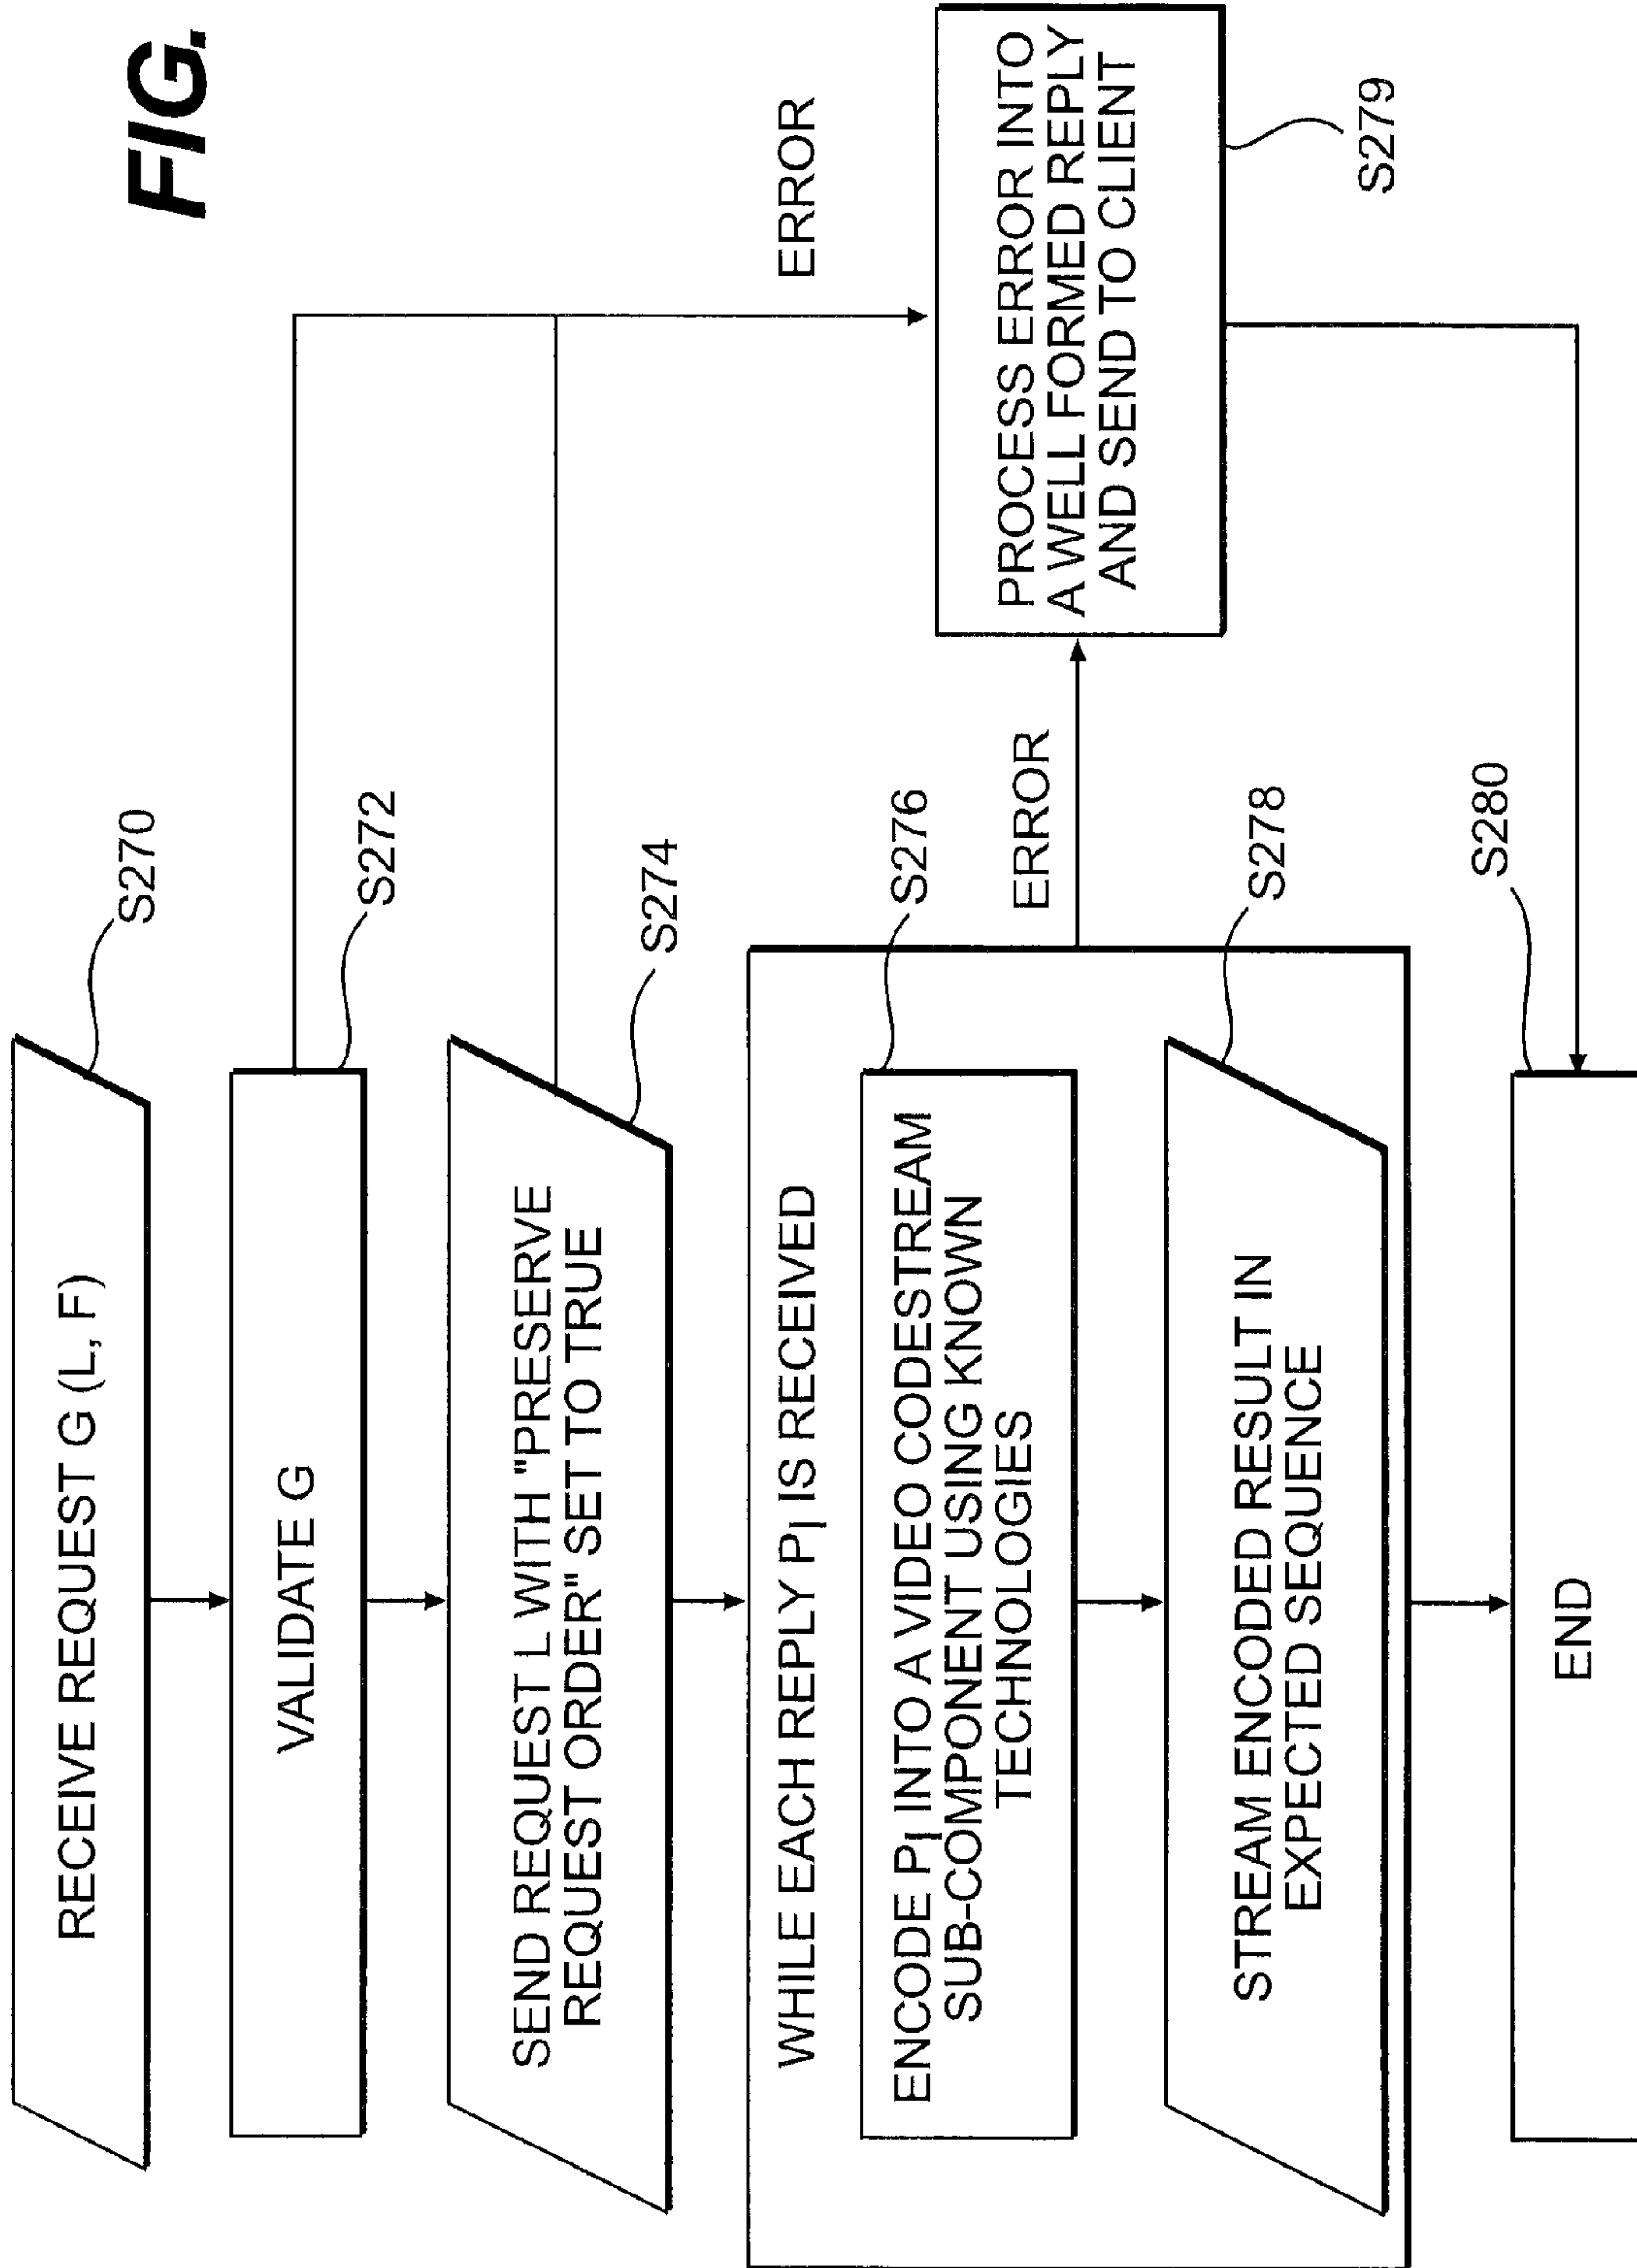 FIG.
RECEIVE REQUEST G (L, F)
S270
VALIDATE G
S272
SEND REQUEST L WITH "PRESERVE
REQUEST ORDER" SET TO TRUE
S274
ERROR
WHILE EACH REPLY PI IS RECEIVED
ENCODE PI INTO A VIDEO CODESTREAM
SUB-COMPONENT USING KNOWN
TECHNOLOGIES
S276
ERROR
PROCESS ERROR INTO
A WELL FORMED REPLY
AND SEND TO CLIENT
S279
STREAM ENCODED RESULT IN
EXPECTED SEQUENCE
S278
END
S280